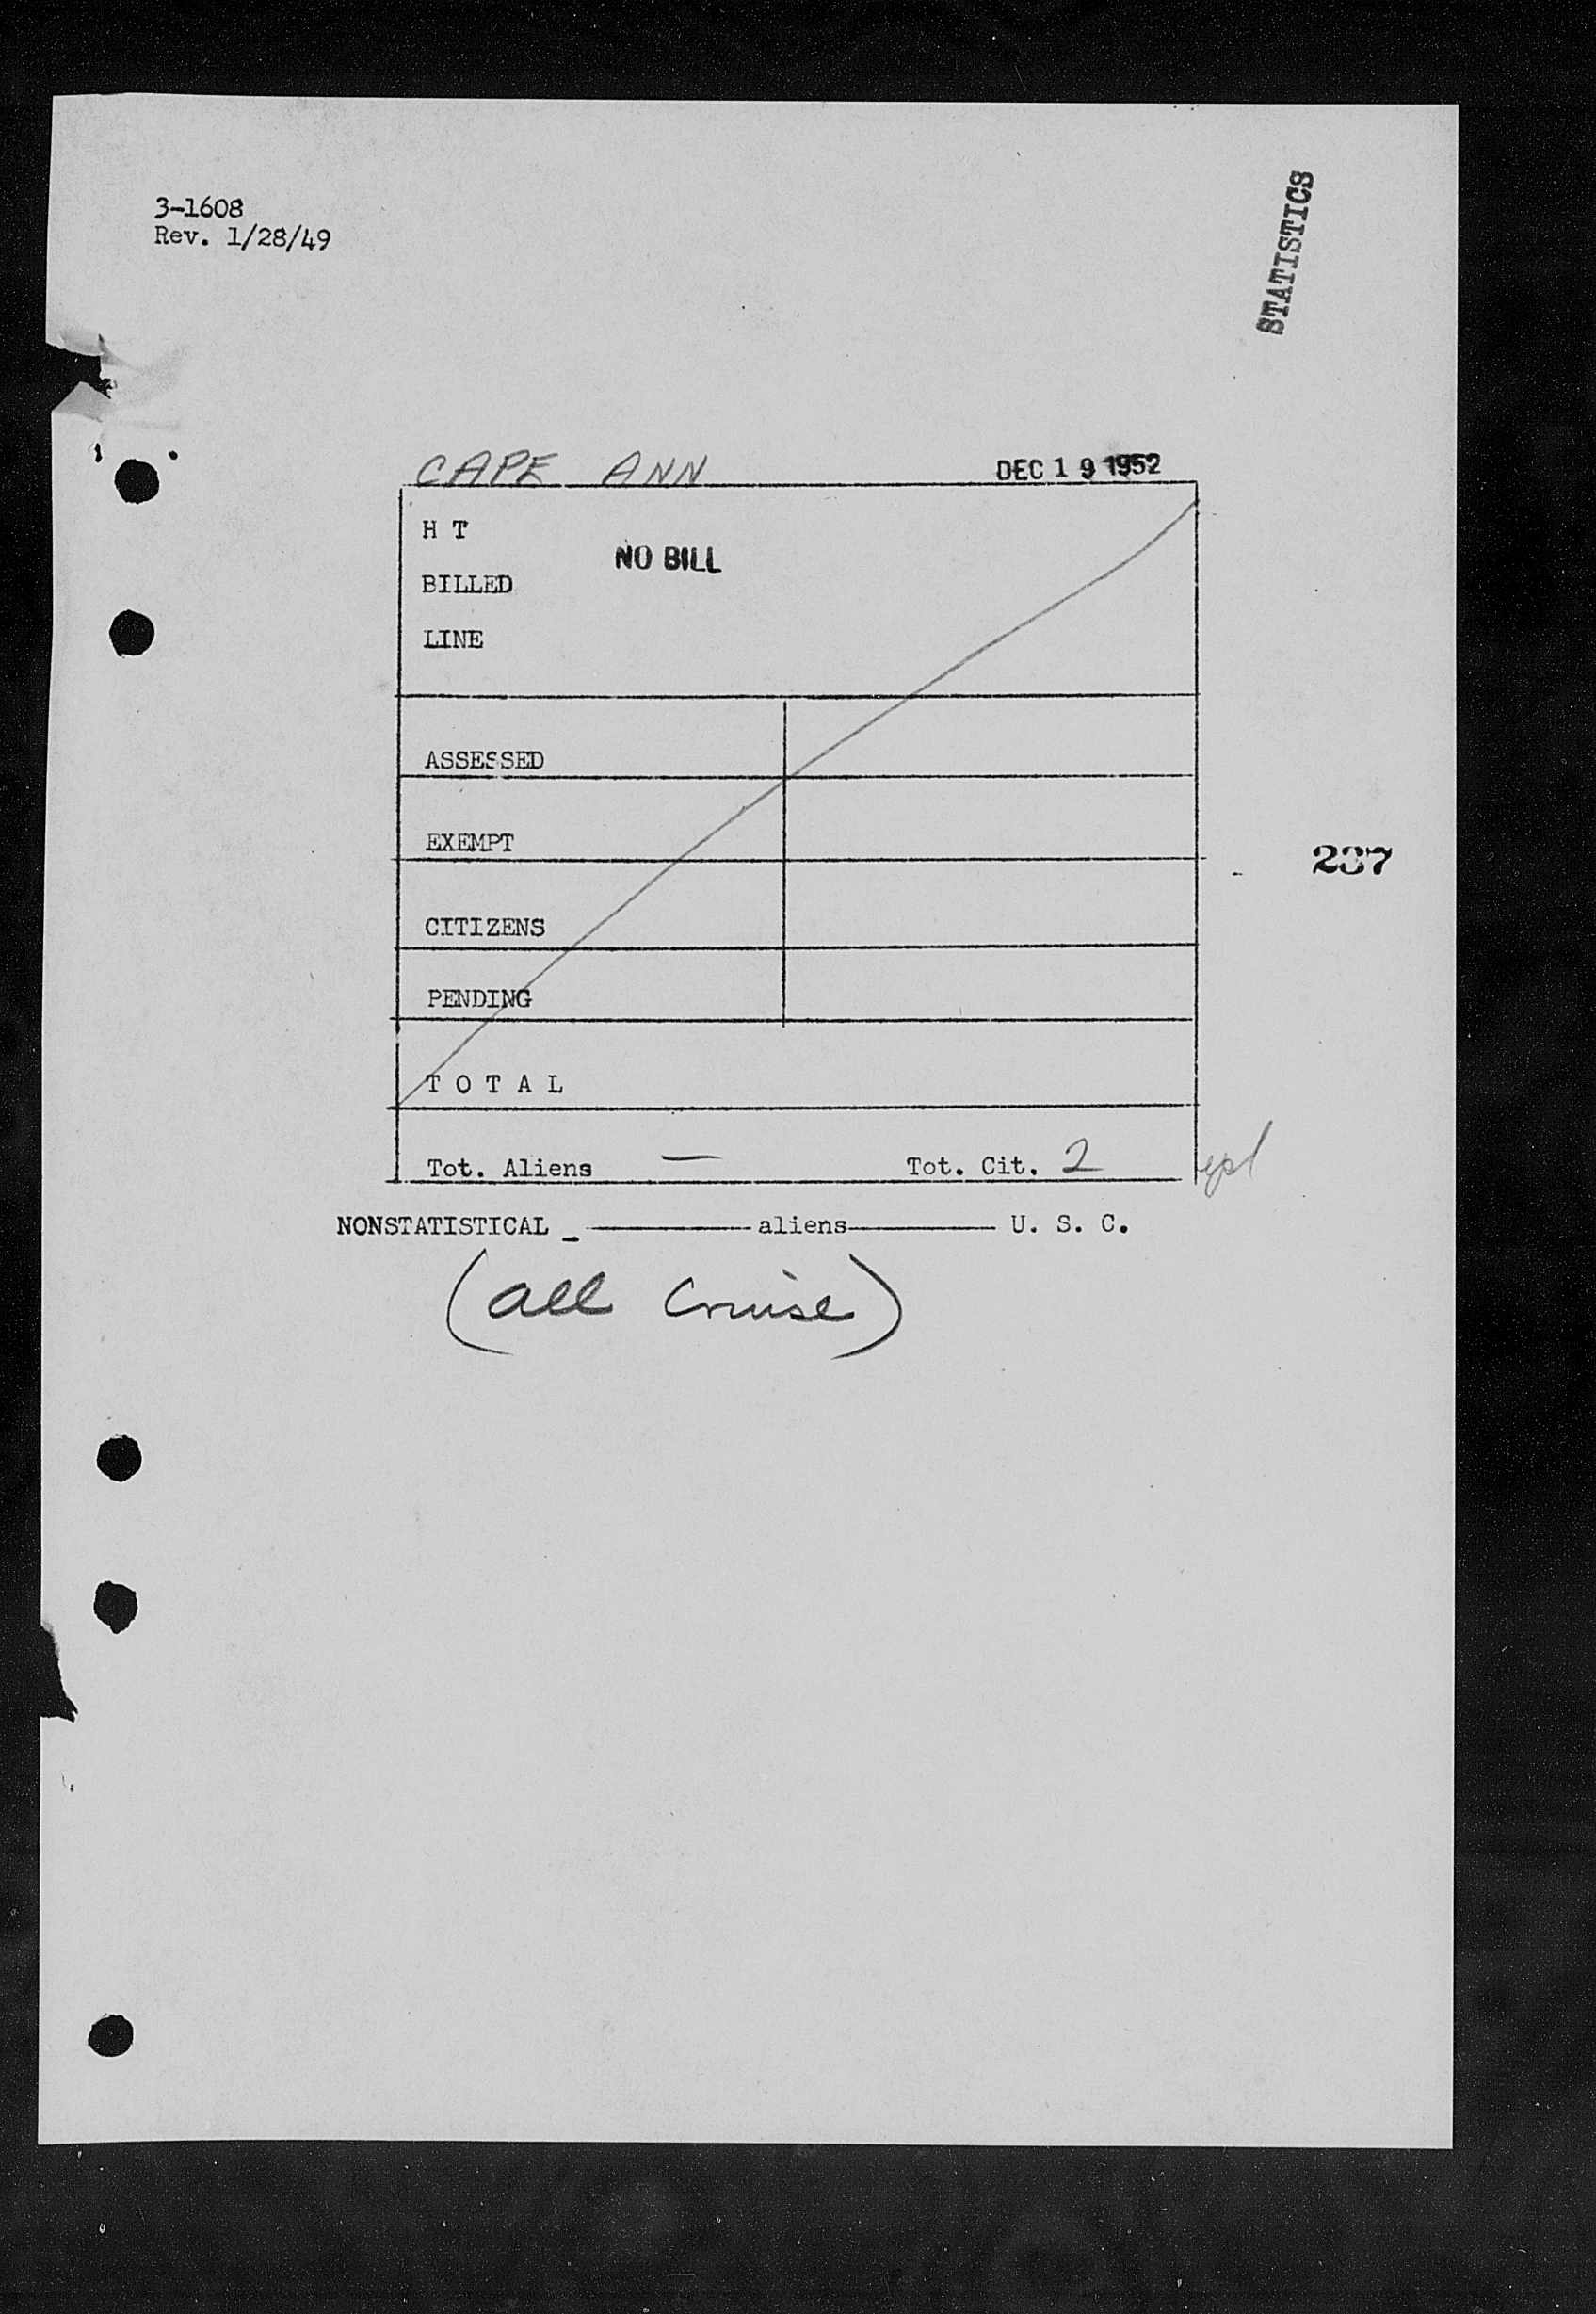 3-1608
Rev. 1/28/49
STATISTICS
CAPE ANN DEC 19 1952
H T
NO BILL
BILLED
LINE
ASSESSED
EXEMPT
237
CITIZENS
PENDING
T O T A L
Tot. Aliens — Tot. Cit. 2
NONSTATISTICAL _ ———— aliens———— U. S. C.
(all Cruise)